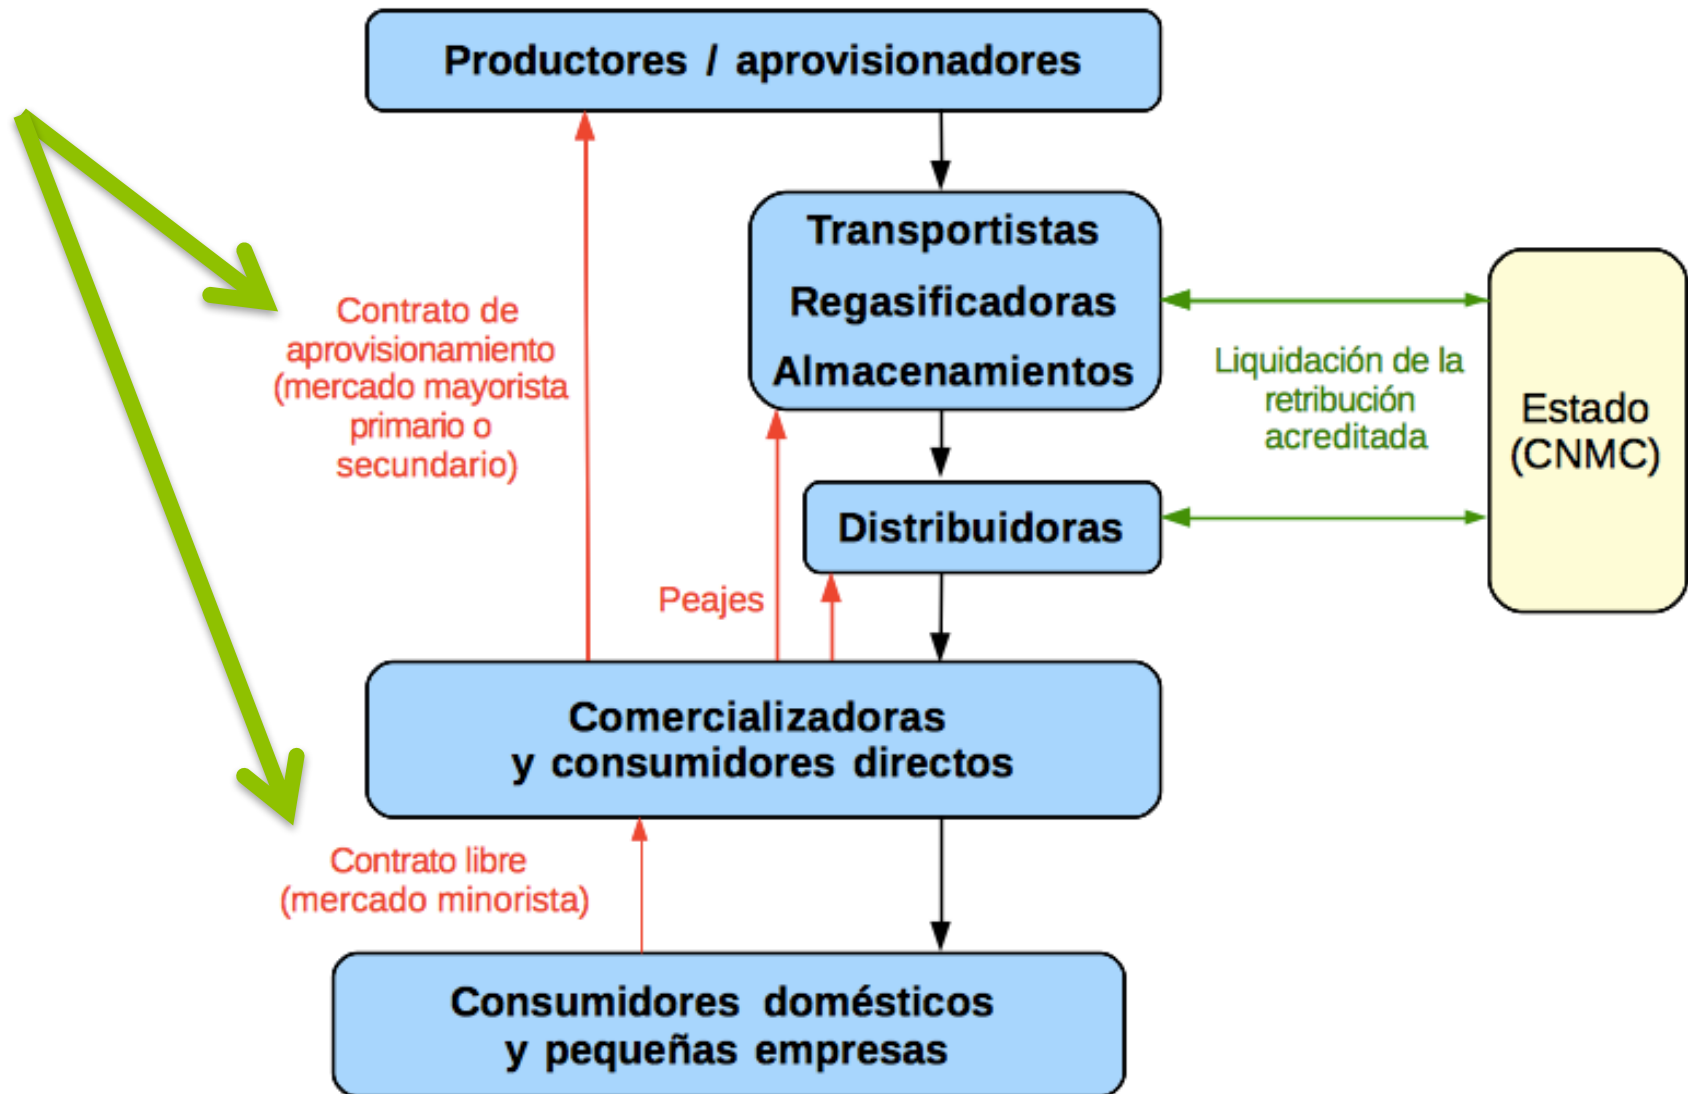 Productores / aprovisionadores
Transportistas
Regasificadoras
Almacenamientos
Contrato de
aprovisionamiento
(mercado mayorista
primario o
secundario)
Liquidación de la
retribución
acreditada
Estado
(CNMC)
Distribuidoras
Peajes
Comercializadoras
y consumidores directos
Contrato libre
(mercado minorista)
Consumidores domésticos
y pequeñas empresas